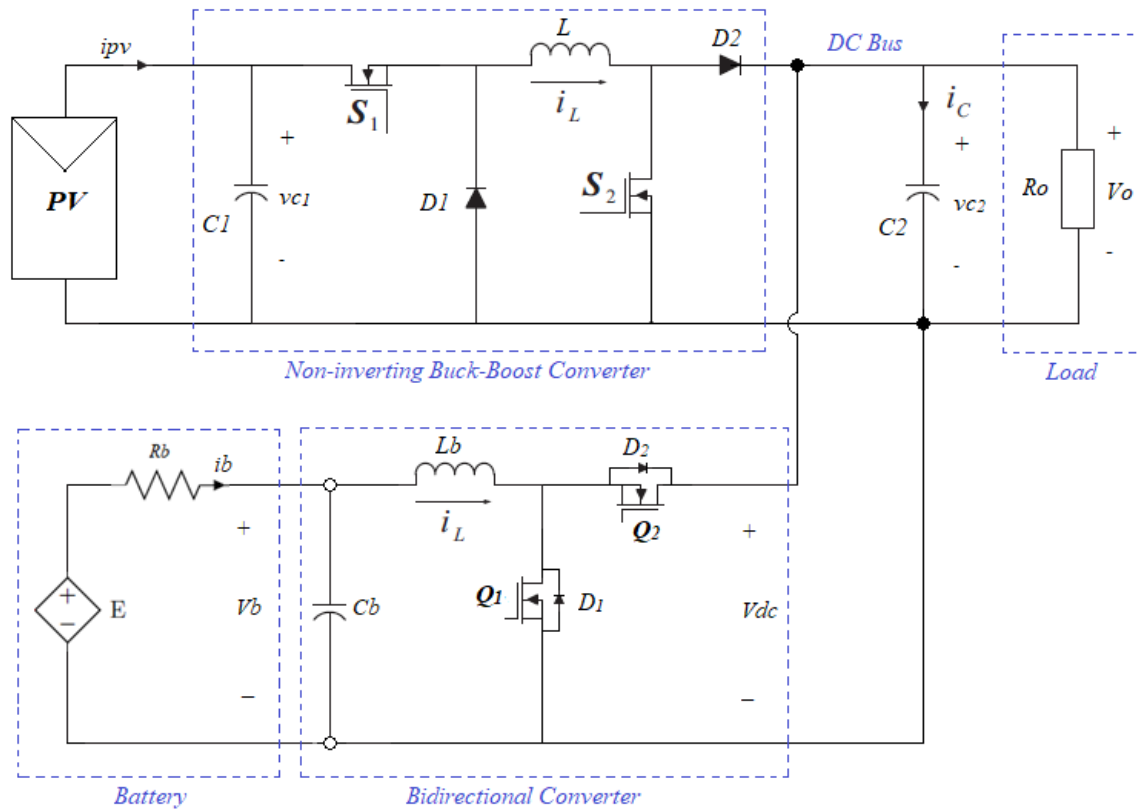 ipv
L
D2
DC Bus
S1
iL
iC
+
+
+
PV
C1
vc1
D1
S2
C2
vc2
Ro
Vo
-
-
-
Non-inverting Buck-Boost Converter
Load
Rb
ib
Lb
D2
iL
Q2
+
+
+
−
E
Vb
Cb
Q1
D1
Vdc
−
−
Battery
Bidirectional Converter